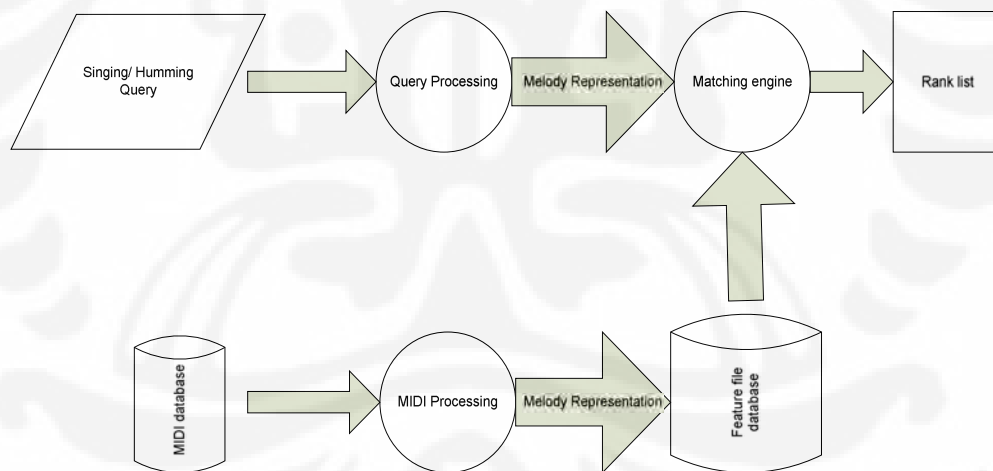 Singing/ Humming
Query
Query Processing
Melody Representation
Matching engine
Rank list
MIDI database
MIDI Processing
Melody Representation
Feature file
database